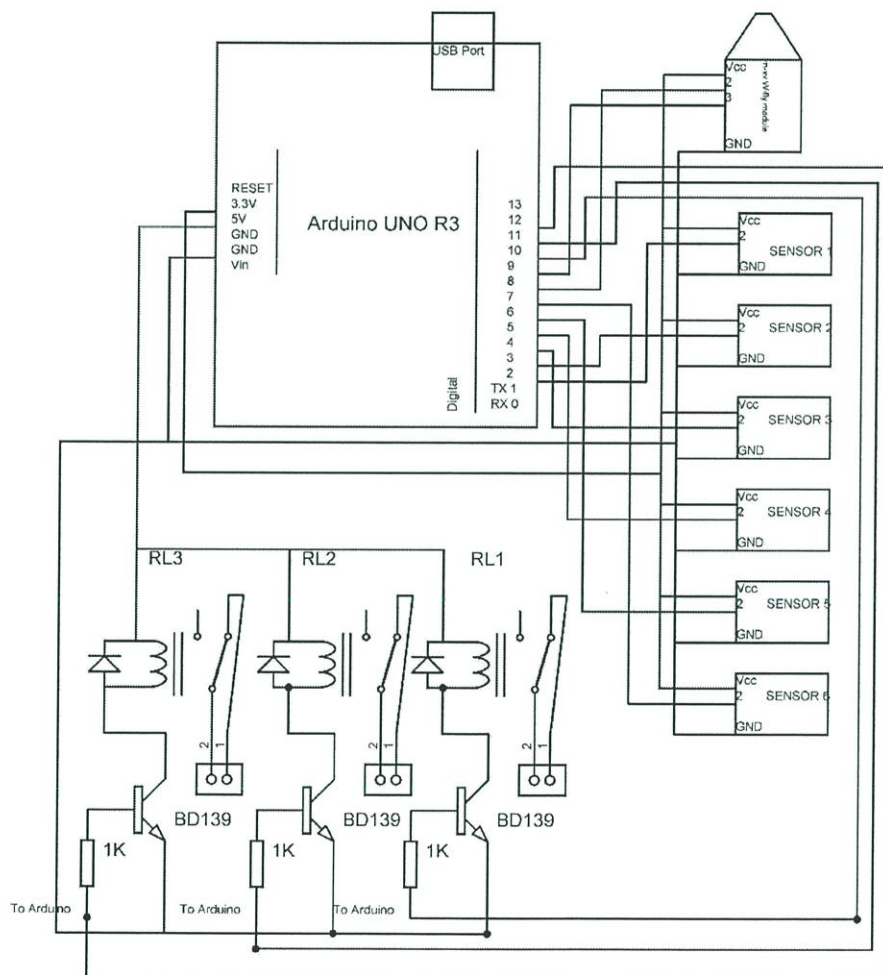 USB Port
Vcc
2
3
Wifly module
GND
RESET
3.3V
5V
GND
GND
Vin
Arduino UNO R3
Digital
13
12
11
10
9
8
7
6
5
4
3
2
TX 1
RX 0
Vcc
2 SENSOR 1
GND
Vcc
2 SENSOR 2
GND
Vcc
2 SENSOR 3
GND
Vcc
2 SENSOR 4
GND
Vcc
2 SENSOR 5
GND
Vcc
2 SENSOR 6
GND
RL3
RL2
RL1
2 1
2 1
2 1
BD139
BD139
BD139
1K
1K
1K
To Arduino
To Arduino
To Arduino